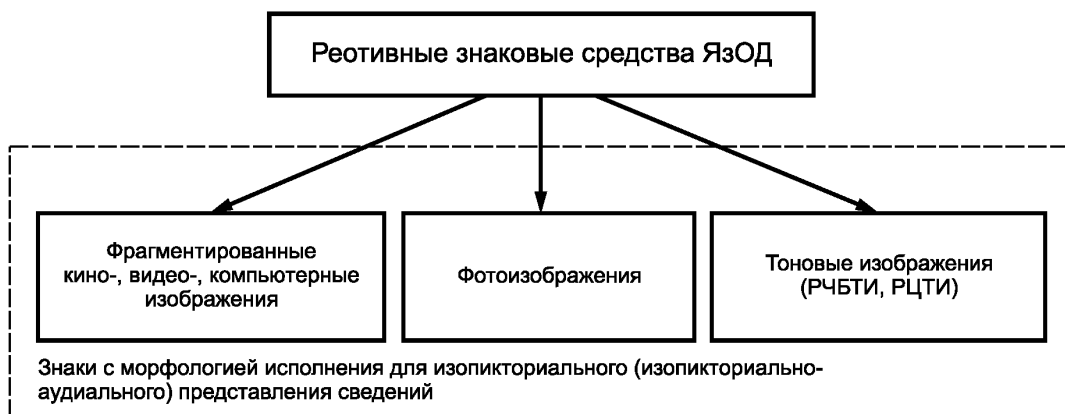 Реотивные знаковые средства ЯзОД
Фрагментированные
кино-, видео-, компьютерные
изображения
Фотоизображения
Тоновые изображения
(РЧБТИ, РЦТИ)
Знаки с морфологией исполнения для изопикториального (изопикториально-
аудиального) представления сведений